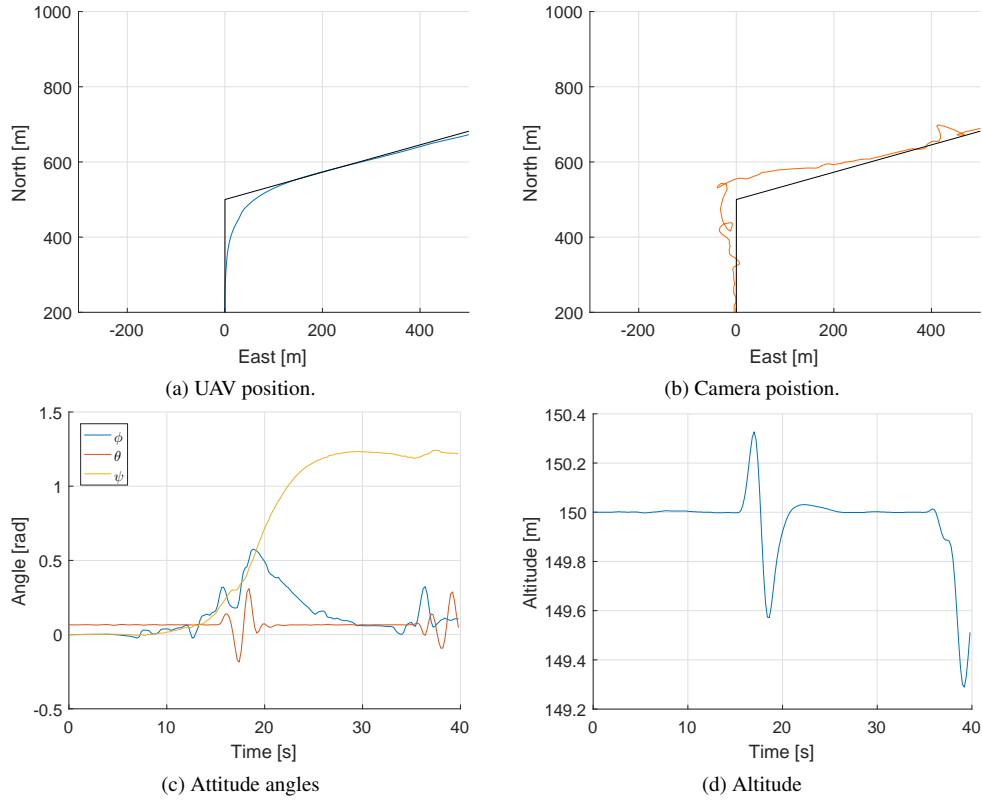 1000
800
600
400
200
North [m]
-200
0
200
400
East [m]
(a) UAV position.
1000
800
600
400
200
North [m]
-200
0
200
400
East [m]
(b) Camera poistion.
1.5
1
0.5
0
-0.5
Angle [rad]
ϕ
θ
ψ
0
10
20
30
40
Time [s]
(c) Attitude angles
150.4
150.2
150
149.8
149.6
149.4
149.2
Altitude [m]
0
10
20
30
40
Time [s]
(d) Altitude